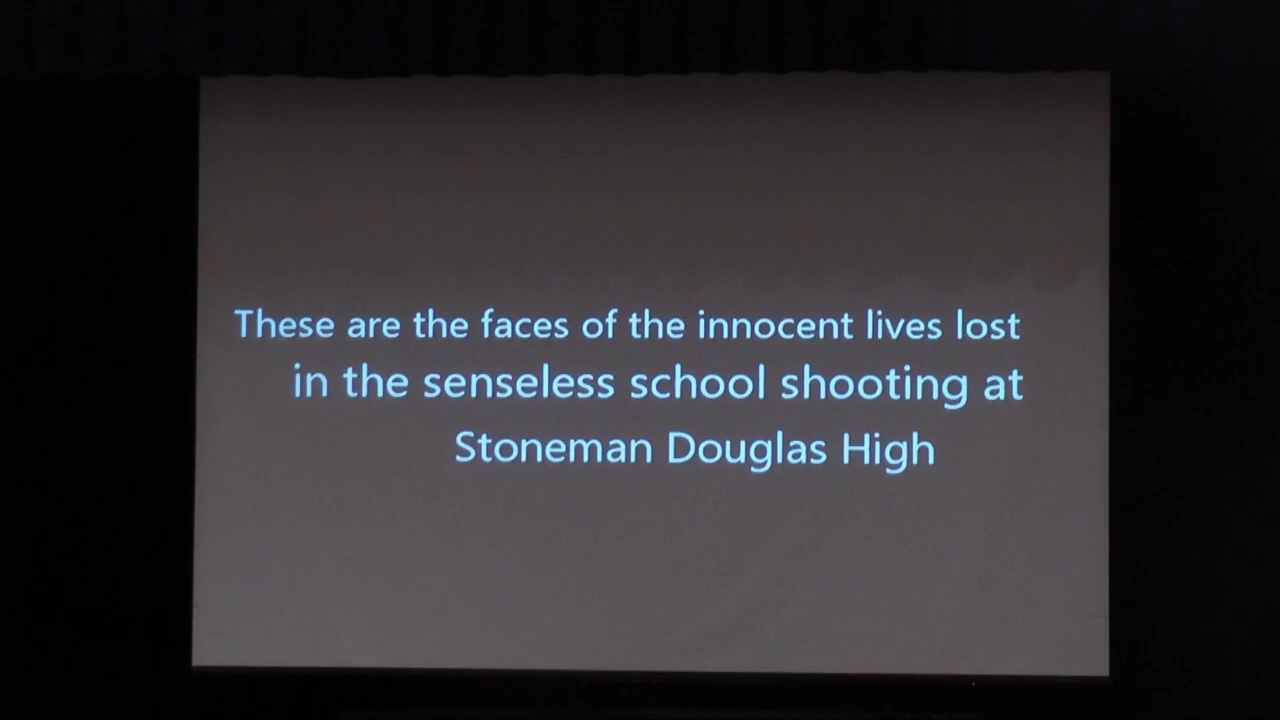 These are the faces of the innocent lives lost
in the senseless school shooting at
Stoneman Douglas High